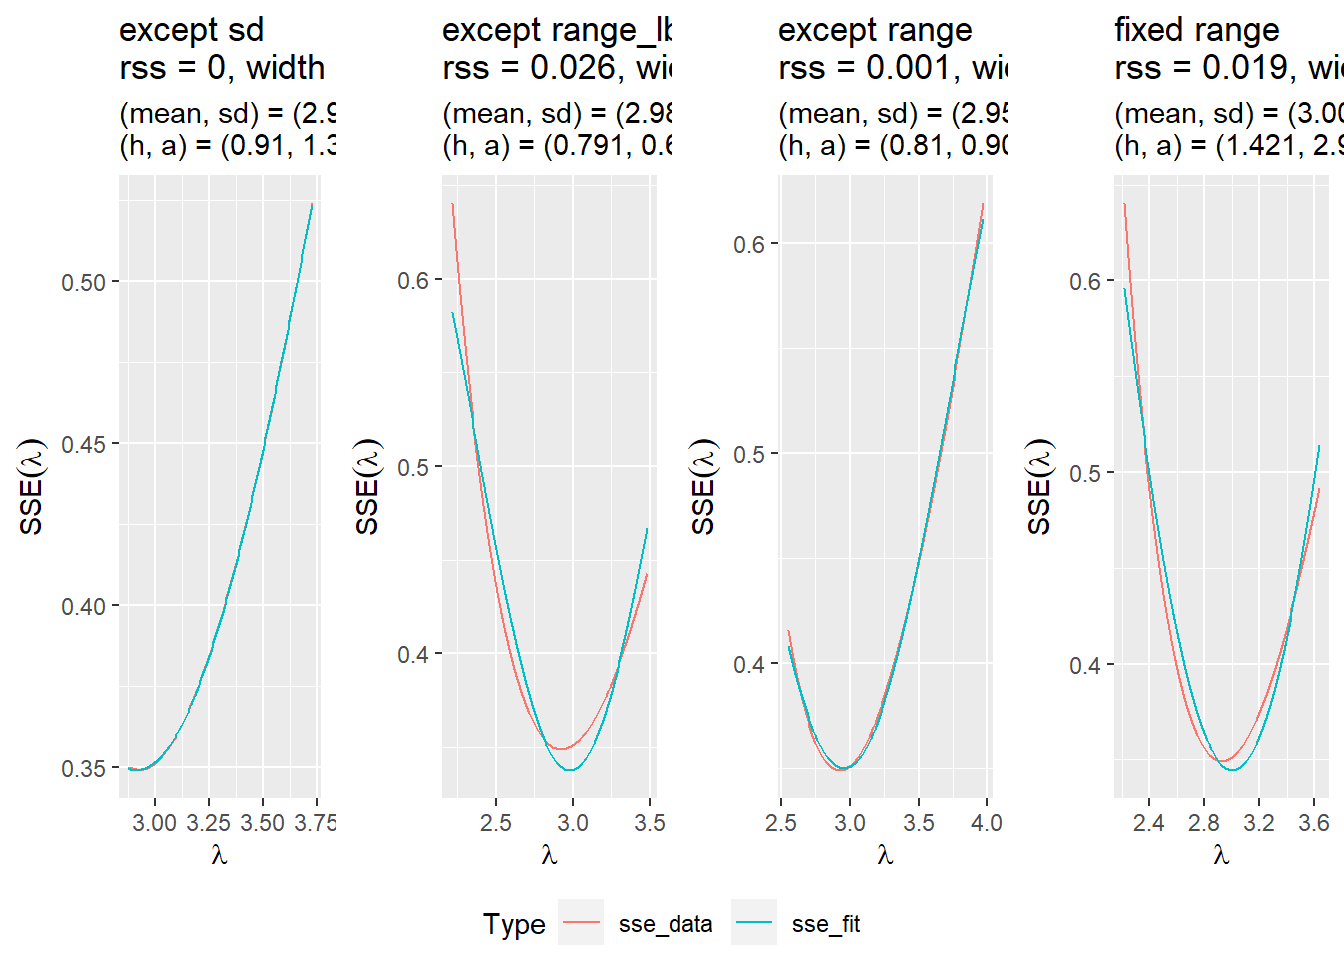 except sd
rss = 0, width
(mean, sd) = (2.9
(h, a) = (0.91, 1.3
0.50
0.45
0.40
0.35
SSE(λ)
3.00 3.25 3.50 3.75
λ
except range_lb
rss = 0.026, wi
(mean, sd) = (2.98
(h, a) = (0.791, 0.6
0.6
0.5
0.4
SSE(λ)
2.5 3.0 3.5
λ
except range
rss = 0.001, wi
(mean, sd) = (2.95
(h, a) = (0.81, 0.90
0.6
0.5
0.4
SSE(λ)
2.5 3.0 3.5 4.0
λ
fixed range
rss = 0.019, wi
(mean, sd) = (3.00
(h, a) = (1.421, 2.9
0.6
0.5
0.4
SSE(λ)
2.4 2.8 3.2 3.6
λ
Type sse_data sse_fit